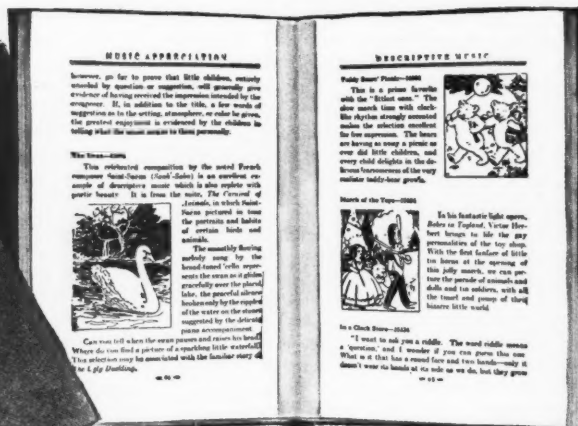 MUSIC APPRECIATION
however, go far to prove that little children, entirely
unaided by question or suggestion, will generally give
evidence of having received the impression intended by the
composer. If, in addition to the title, a few words of
suggestion as to the setting, atmosphere, or color be given,
the greatest enjoyment is evidenced by the children in
telling what the music means to them personally.
The Swan—
This celebrated composition by the noted French
composer Saint-Saens is an excellent ex-
ample of descriptive music which is also replete with
poetic beauty. It is from the suite, The Carnival of
Animals, in which Saint-
Saens pictured in tone
the portraits and habits
of certain birds and
animals.
The smoothly flowing
melody sung by the
broad-toned 'cello repre-
sents the swan as it glides
gracefully over the placid
lake, the peaceful silence
broken only by the ripples
of the water on the stones
suggested by the delicate
piano accompaniment.
Can you tell when the swan pauses and raises his head?
Where do you find a picture of a sparkling little waterfall?
This selection may be associated with the familiar story of
The Ugly Duckling.
DESCRIPTIVE MUSIC
Teddy Bears' Picnic—
This is a prime favorite
with the "littlest ones." The
slow march time with clock-
like rhythm strongly accented
makes the selection excellent
for free expression. The bears
are having as noisy a picnic as
ever did little children, and
every child delights in the de-
licious fearsomeness of the very
realistic teddy-bear growls.
March of the Toys—
In his fantastic light opera,
Babes in Toyland, Victor Her-
bert brings to life the gay
personalities of the toy shop.
With the first fanfare of little
tin horns at the opening of
this jolly march, we can pic-
ture the parade of animals and
dolls and tin soldiers, with all
the tinsel and pomp of their
bizarre little world.
In a Clock Store—
"I want to ask you a riddle. The word riddle means
a 'question,' and I wonder if you can guess this one.
What is it that has a round face and two hands—only it
doesn't wear its hands at its side as we do, but they grow